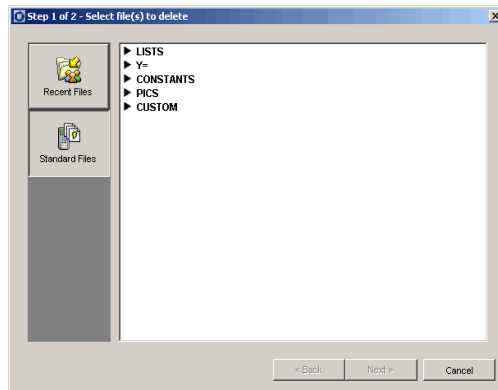 Step 1 of 2 - Select file(s) to delete
Recent Files
Standard Files
LISTS
Y=
CONSTANTS
PICS
CUSTOM
< Back
Next >
Cancel